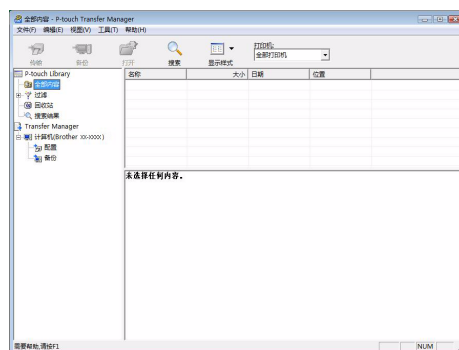 全部内容 - P-touch Transfer Manager
文件(F) 编辑(E) 视图(V) 工具(T) 帮助(H)
传输 备份 打开 搜索 显示样式 打印机: 全部打印机
P-touch Library
全部内容
过滤
回收站
搜索结果
Transfer Manager
计算机(Brother XX-XXXX)
配置
备份
名称 大小 日期 位置
未选择任何内容。
需要帮助,请按F1
NUM